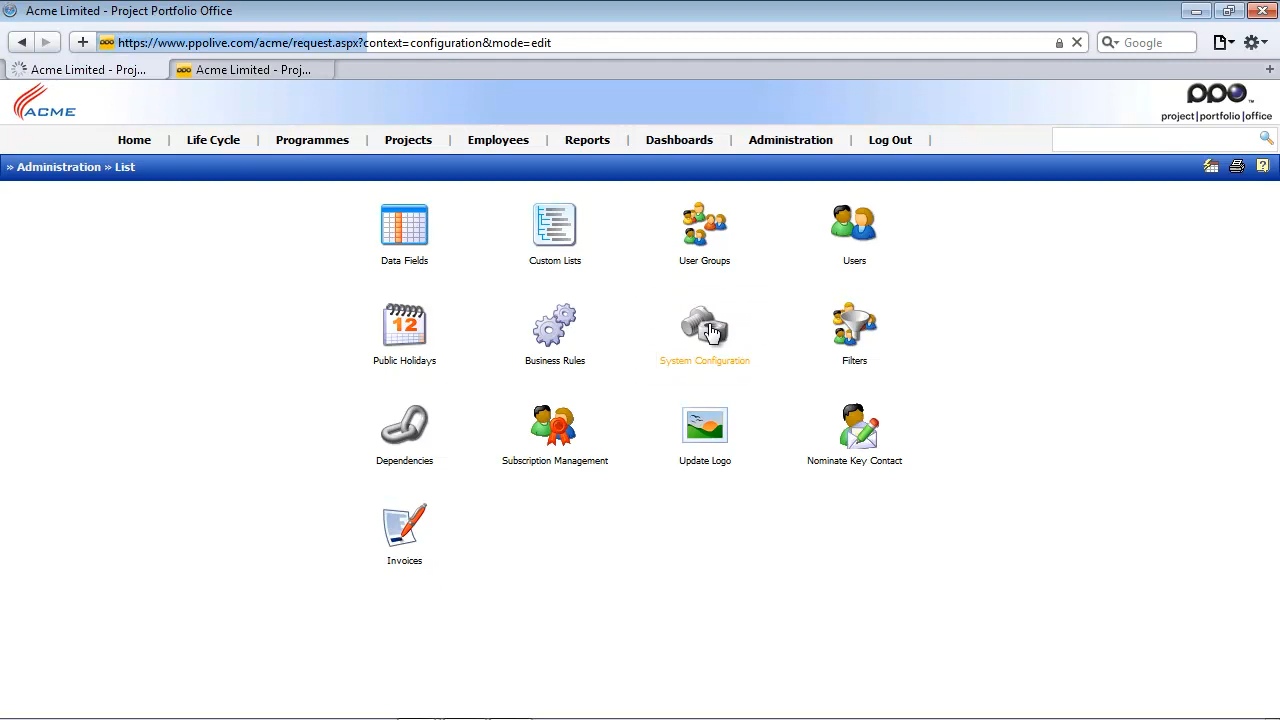 Acme Limited - Project Portfolio Office
https://www.ppolive.com/acme/request.aspx?context=configuration&mode=edit
Google
Acme Limited - Proj...
Acme Limited - Proj...
ACME
ppo
project|portfolio|office
Home | Life Cycle | Programmes | Projects | Employees | Reports | Dashboards | Administration | Log Out |
» Administration » List
Data Fields
Custom Lists
User Groups
Users
12
Public Holidays
Business Rules
System Configuration
Filters
Dependencies
Subscription Management
Update Logo
Nominate Key Contact
Invoices